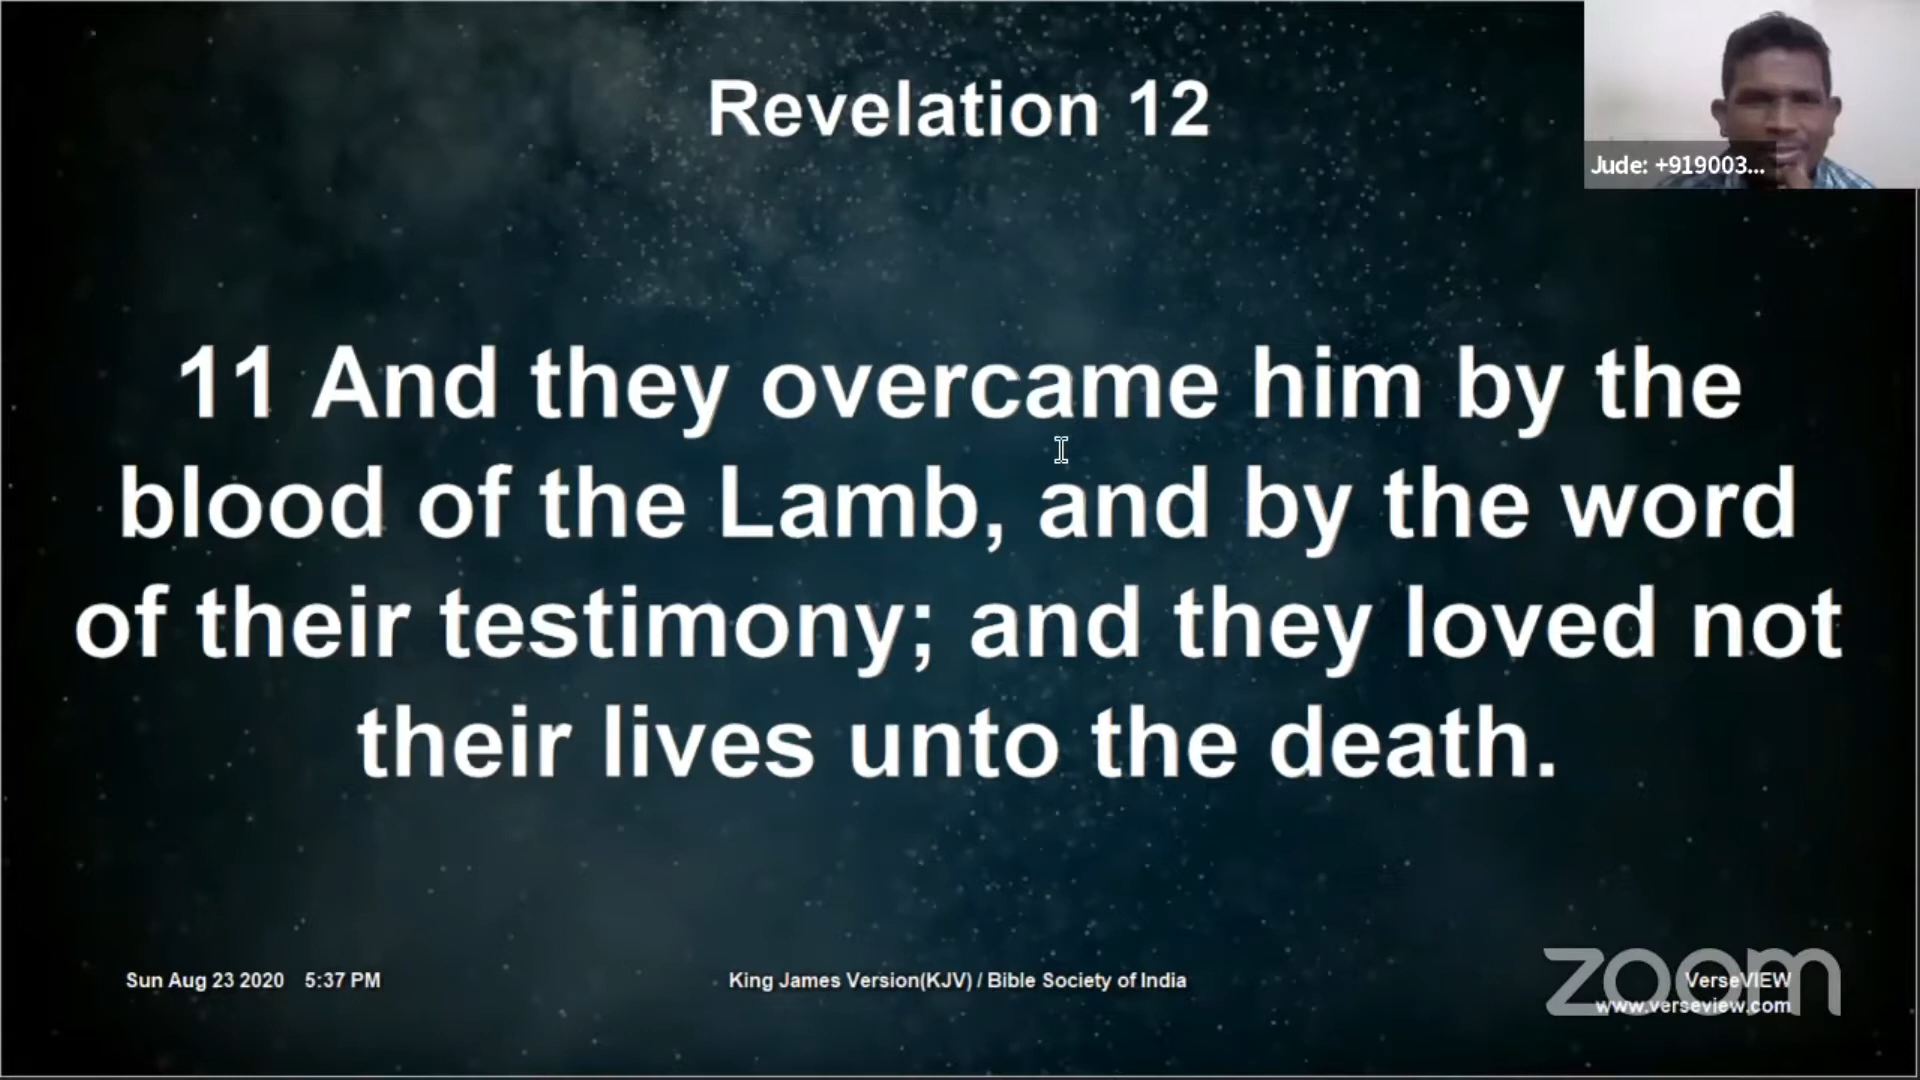 Revelation 12
Jude: +919003...
11 And they overcame him by the
blood of the Lamb, and by the word
of their testimony; and they loved not
their lives unto the death.
Sun Aug 23 2020 5:37 PM
King James Version(KJV) / Bible Society of India
zoom
VerseVIEW
www.verseview.com